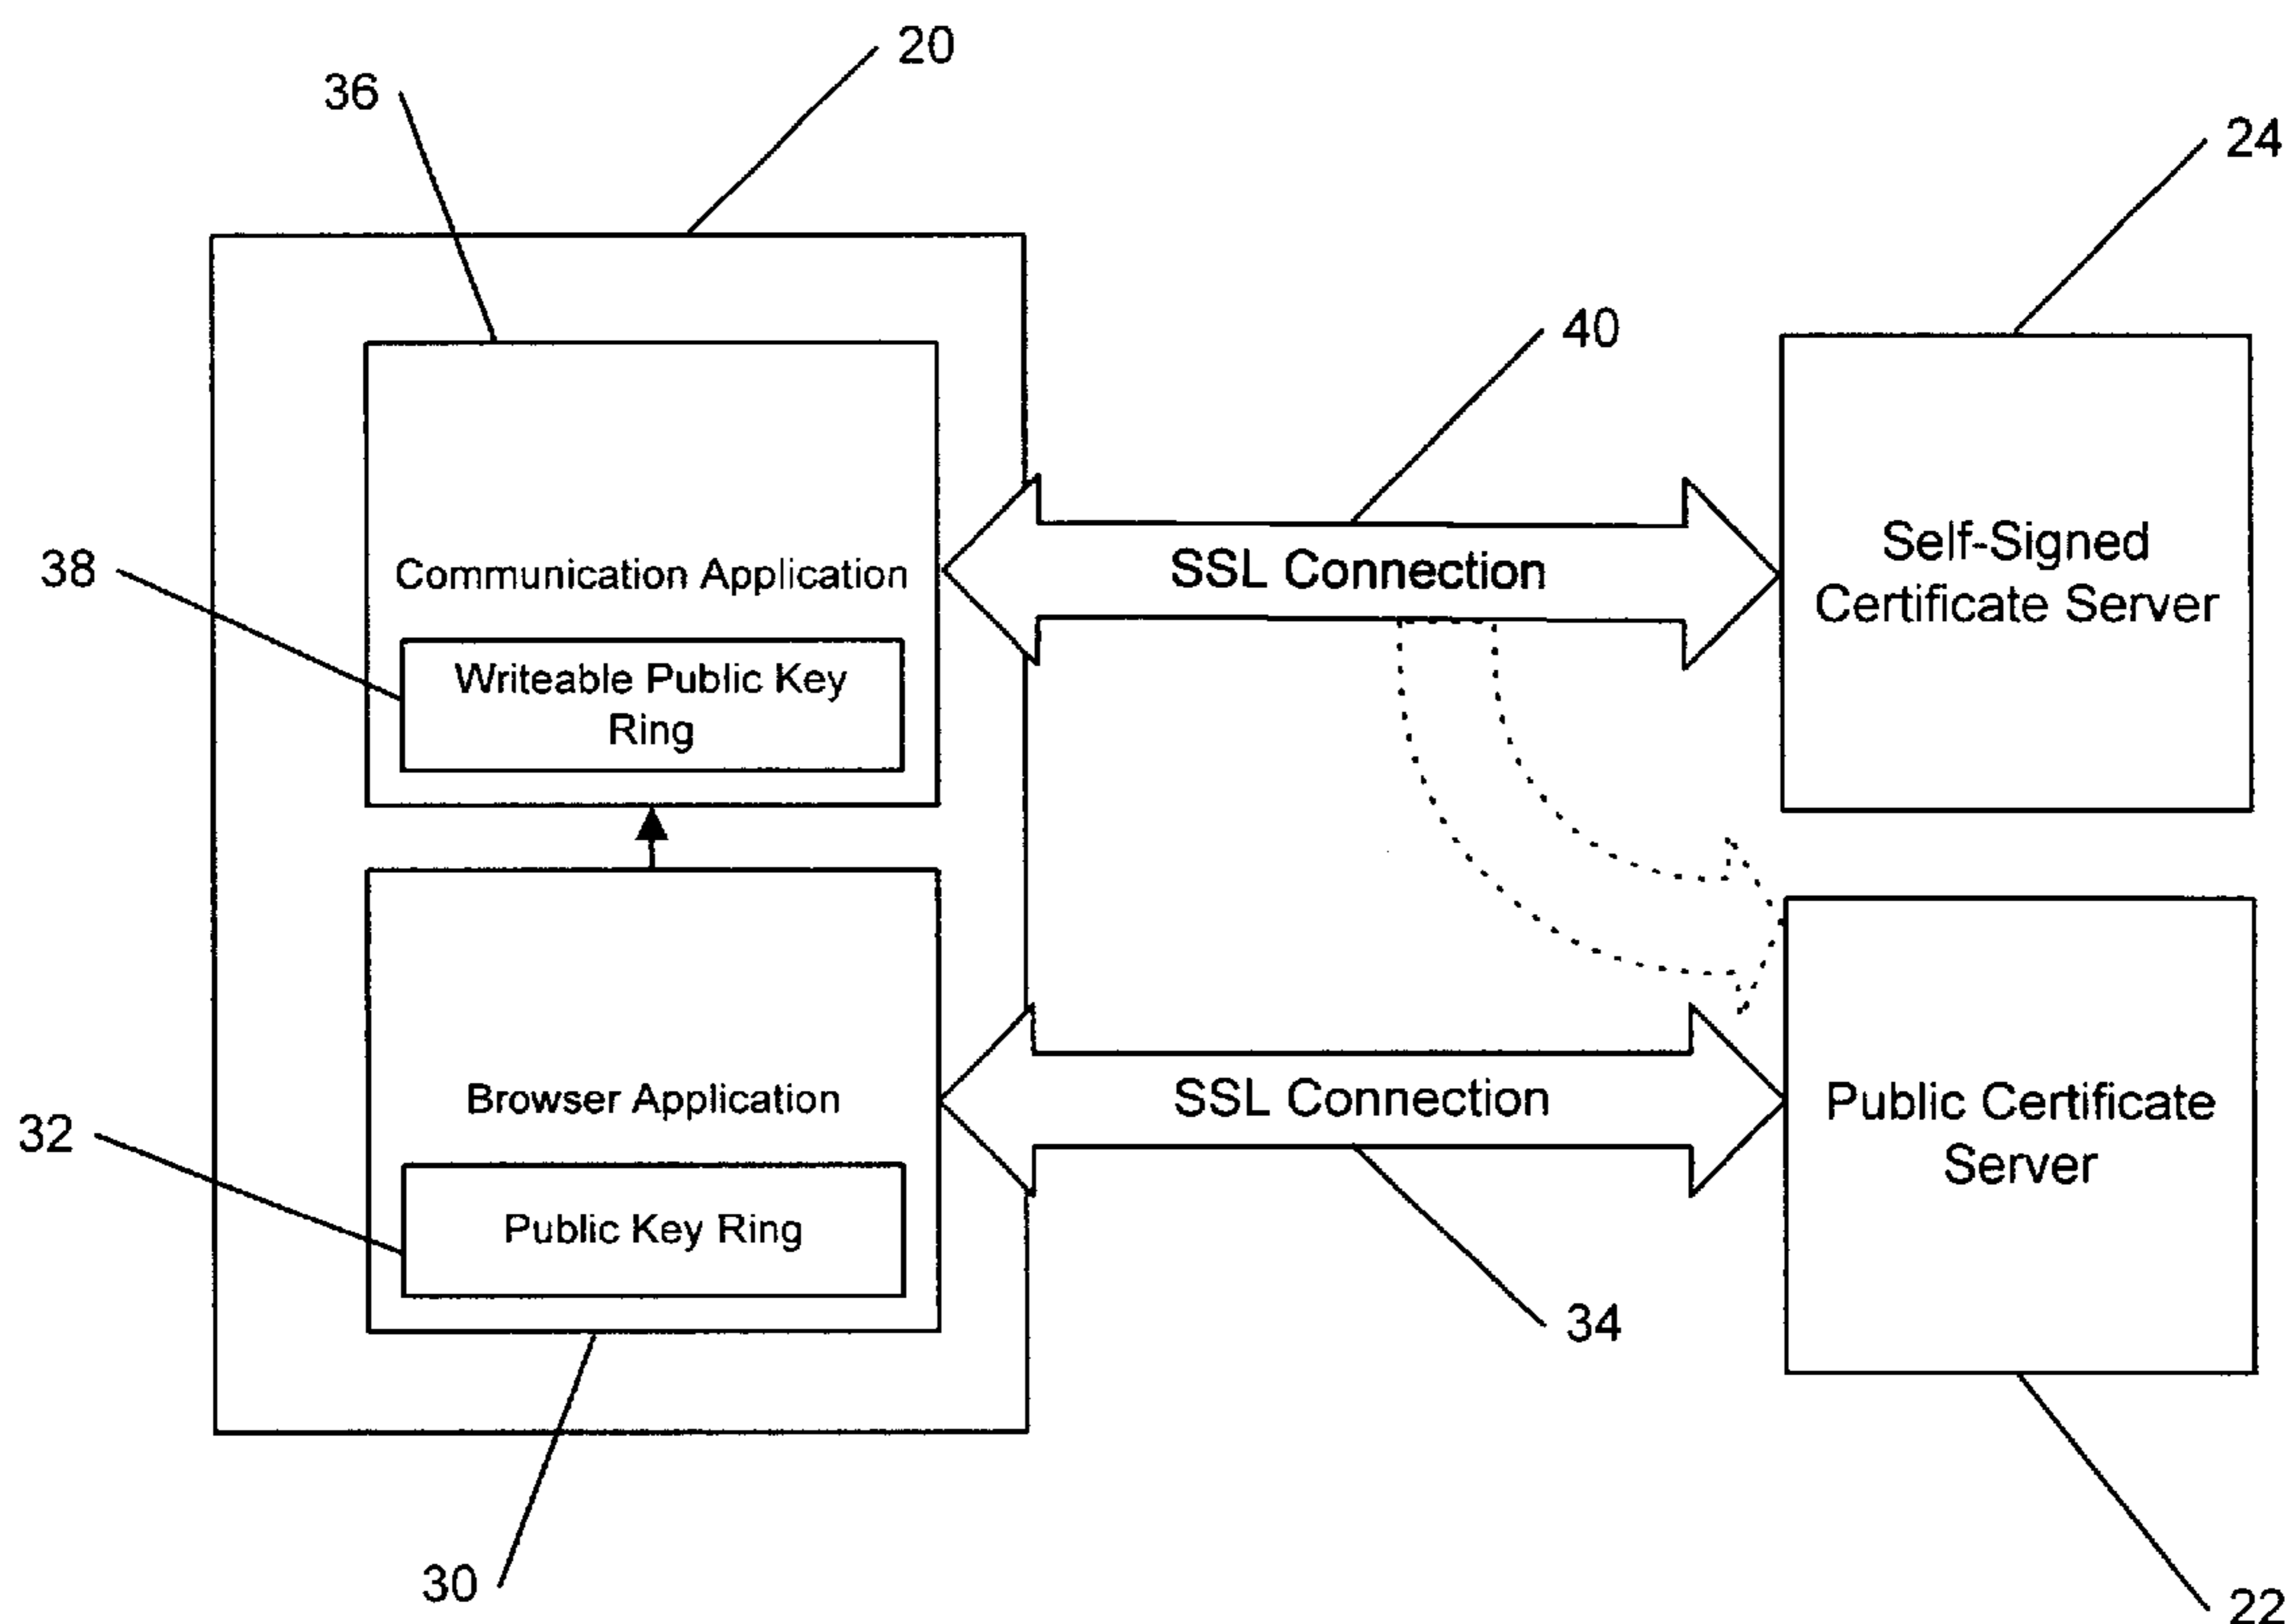 20
36
24
40
38
Communication Application
Writeable Public Key
Ring
SSL Connection
Self-Signed
Certificate Server
32
Browser Application
Public Key Ring
SSL Connection
Public Certificate
Server
34
30
22